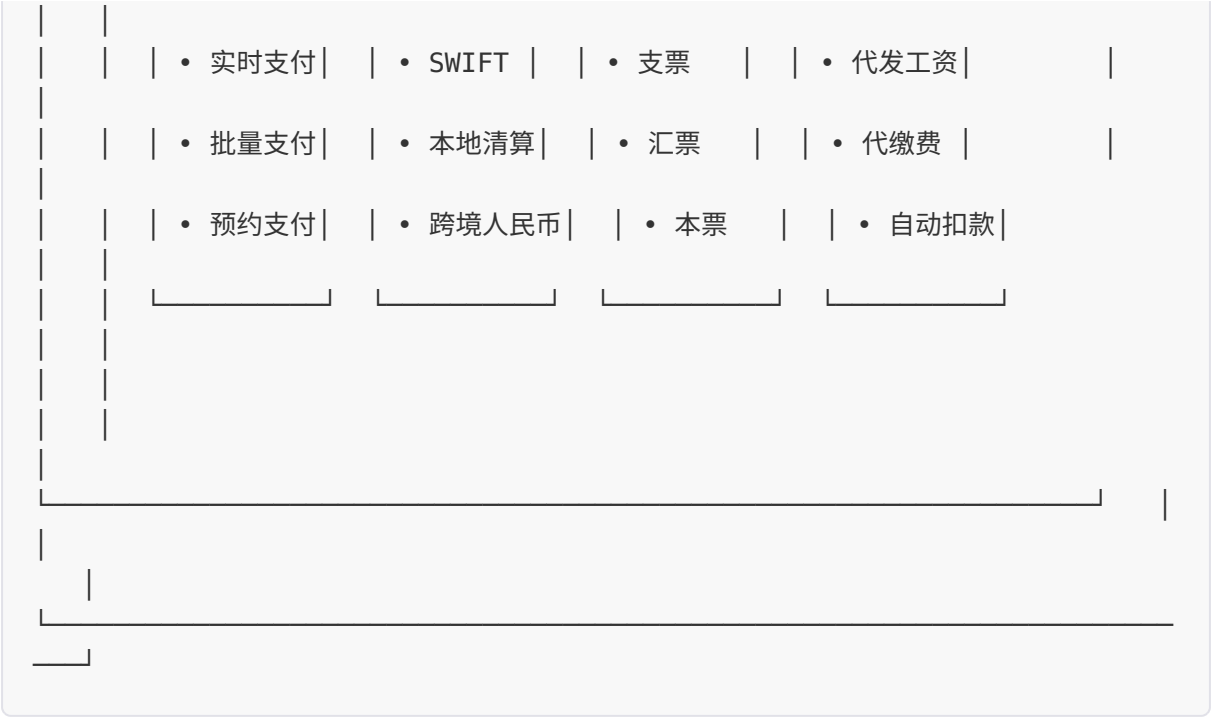 • 实时支付 • SWIFT • 支票 • 代发工资
• 批量支付 • 本地清算 • 汇票 • 代缴费
• 预约支付 • 跨境人民币 • 本票 • 自动扣款